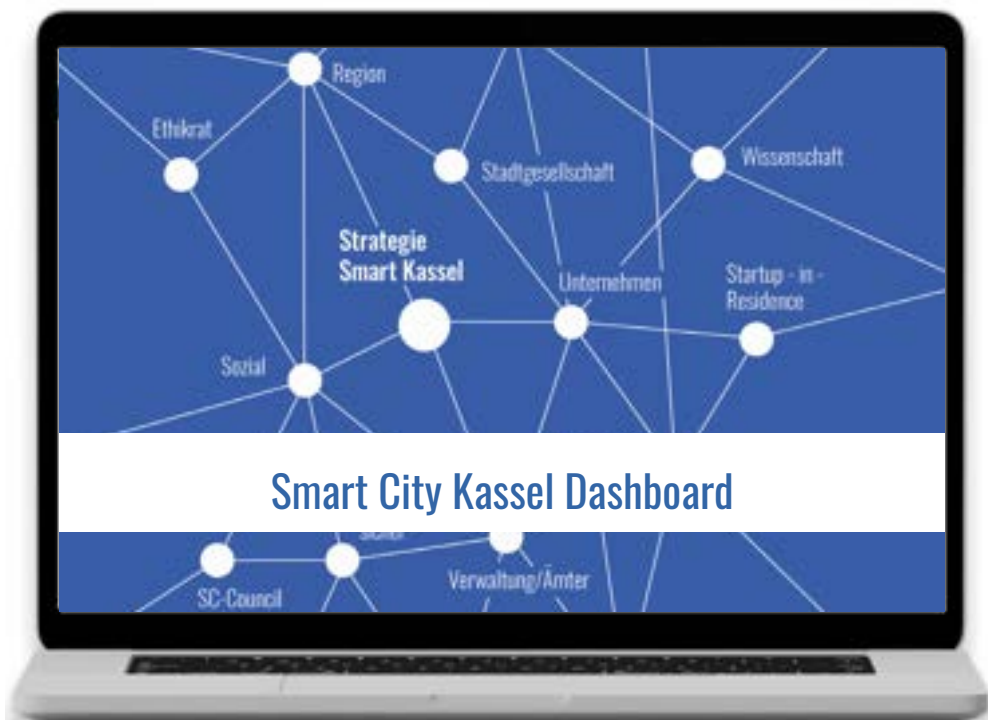 Region
Ethikrat
Wissenschaft
Stadtgesellschaft
Strategie
Smart Kassel
Unternehmen
Startup - in -
Residence
Sozial
Smart City Kassel Dashboard
Verwaltung/Ämter
SC-Council